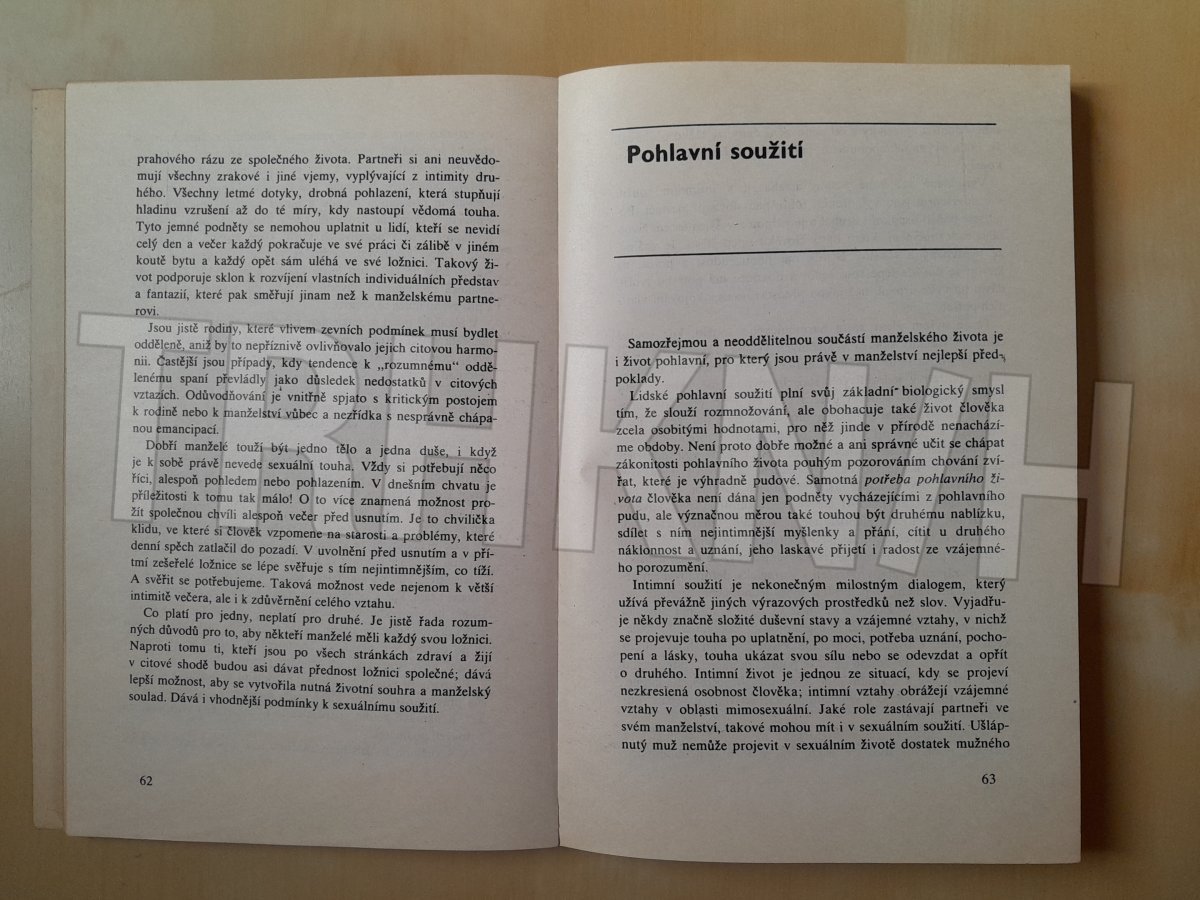 prahového rázu ze společného života. Partneři si ani neuvědo-
mují všechny zrakové i jiné vjemy, vyplývající z intimity dru-
hého. Všechny letmé dotyky, drobná pohlazení, která stupňují
hladinu vzrušení až do té míry, kdy nastoupí vědomá touha.
Tyto jemné podněty se nemohou uplatnit u lidí, kteří se nevidí
celý den a večer každý pokračuje ve své práci či zálibě v jiném
koutě bytu a každý opět sám uléhá ve své ložnici. Takový ži-
vot podporuje sklon k rozvíjení vlastních individuálních představ
a fantazií, které pak směřují jinam než k manželskému partne-
rovi.
Jsou jistě rodiny, které vlivem zevních podmínek musí bydlet
odděleně, aniž by to nepříznivě ovlivňovalo jejich citovou harmo-
nii. Častější jsou případy, kdy tendence k „rozumnému“ oddě-
lenému spaní převládly jako důsledek nedostatků v citových
vztazích. Odůvodňování je vnitřně spjato s kritickým postojem
k rodině nebo k manželství vůbec a nezřídka s nesprávně chápa-
nou emancipací.
Dobří manželé touží být jedno tělo a jedna duše, i když
je k sobě právě nevede sexuální touha. Vždy si potřebují něco
říci, alespoň pohledem nebo pohlazením. V dnešním chvatu je
příležitostí k tomu tak málo! O to více znamená možnost pro-
žít společnou chvíli alespoň večer před usnutím. Je to chvilička
klidu, ve které si člověk vzpomene na starosti a problémy, které
denní spěch zatlačil do pozadí. V uvolnění před usnutím a v pří-
tmí zešeřelé ložnice se lépe svěřuje s tím nejintimnějším, co tíží.
A svěřit se potřebujeme. Taková možnost vede nejenom k větší
intimitě večera, ale i k zdůvěrnění celého vztahu.
Co platí pro jedny, neplatí pro druhé. Je jistě řada rozum-
ných důvodů pro to, aby někteří manželé měli každý svou ložnici.
Naproti tomu ti, kteří jsou po všech stránkách zdraví a žijí
v citové shodě budou asi dávat přednost ložnici společné; dává
lepší možnost, aby se vytvořila nutná životní souhra a manželský
soulad. Dává i vhodnější podmínky k sexuálnímu soužití.
62
Pohlavní soužití
Samozřejmou a neoddělitelnou součástí manželského života je
i život pohlavní, pro který jsou právě v manželství nejlepší před-
poklady.
Lidské pohlavní soužití plní svůj základní biologický smysl
tím, že slouží rozmnožování, ale obohacuje také život člověka
zcela osobitými hodnotami, pro něž jinde v přírodě nenachází-
me obdoby. Není proto dobře možné a ani správné učit se chápat
zákonitosti pohlavního života pouhým pozorováním chování zví-
řat, které je výhradně pudové. Samotná potřeba pohlavního ži-
vota člověka není dána jen podněty vycházejícími z pohlavního
pudu, ale význačnou měrou také touhou být druhému nablízku,
sdílet s ním nejintimnější myšlenky a přání, cítit u druhého
náklonnost a uznání, jeho laskavé přijetí i radost ze vzájemné-
ho porozumění.
Intimní soužití je nekonečným milostným dialogem, který
užívá převážně jiných výrazových prostředků než slov. Vyjadřu-
je někdy značně složité duševní stavy a vzájemné vztahy, v nichž
se projevuje touha po uplatnění, po moci, potřeba uznání, pocho-
pení a lásky, touha ukázat svou sílu nebo se odevzdat a opřít
o druhého. Intimní život je jednou ze situací, kdy se projeví
nezkreslená osobnost člověka; intimní vztahy obrážejí vzájemné
vztahy v oblasti mimosexuální. Jaké role zastávají partneři ve
svém manželství, takové mohou mít i v sexuálním soužití. Ušláp-
nutý muž nemůže projevit v sexuálním životě dostatek mužného
63
TRHKNIH